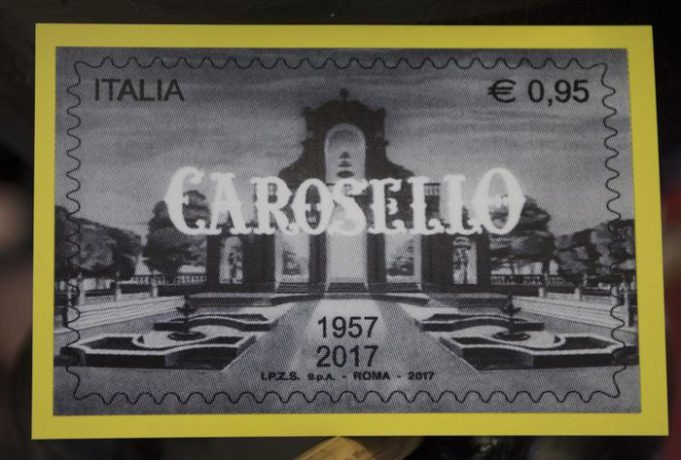 ITALIA
€ 0,95
CAROSELLO
1957
2017
I.P.Z.S. S.p.A. - ROMA - 2017